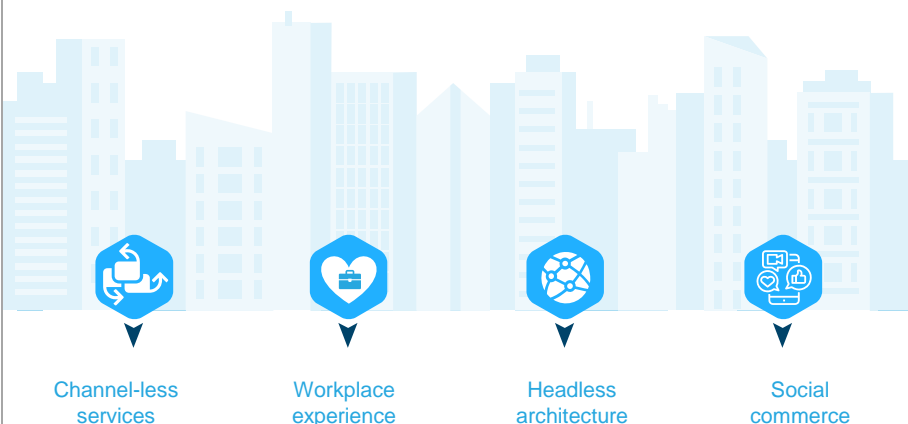 Channel-less
services
Workplace
experience
Headless
architecture
Social
commerce